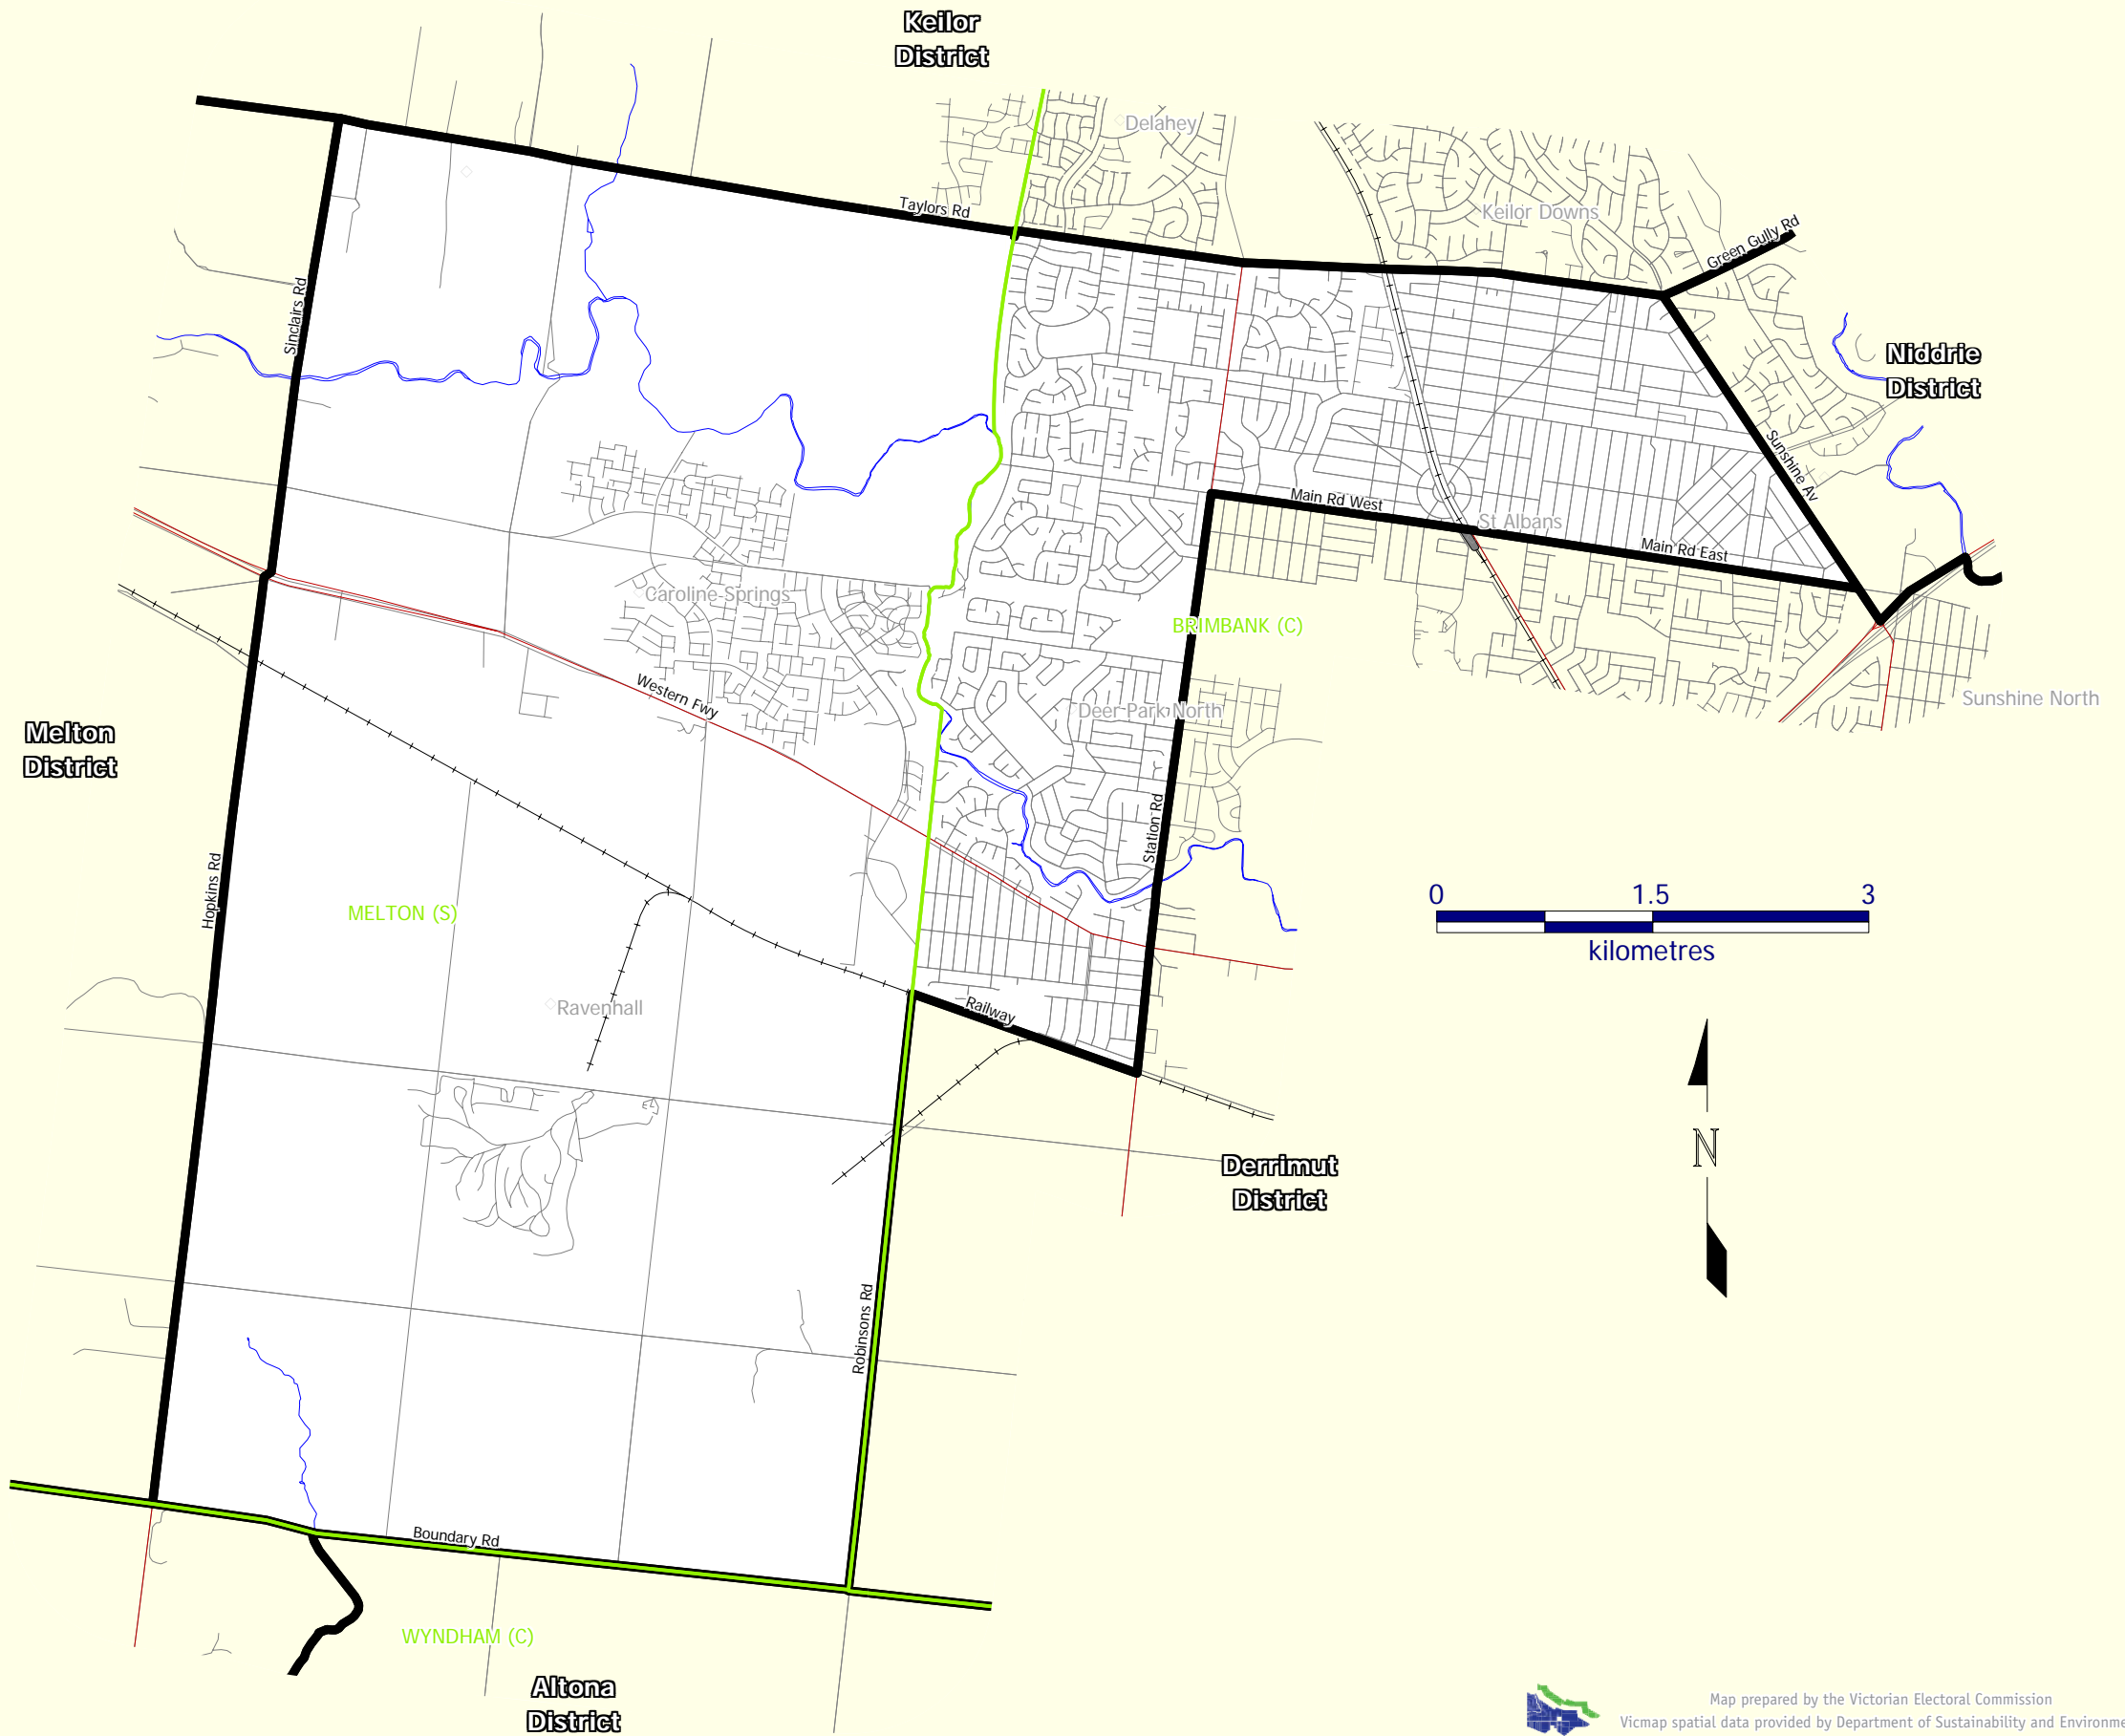 Keilor
District
Delahey
Taylors Rd
Keilor Downs
Green Gully Rd
Sinclairs Rd
Niddrie
District
Sunshine Av
Main Rd West
St Albans
Main Rd East
Caroline Springs
BRIMBANK (C)
Western Fwy
Deer Park North
Sunshine North
Melton
District
Station Rd
Hopkins Rd
MELTON (S)
0 1.5 3
kilometres
Ravenhall
Railway
N
Derrimut
District
Robinsons Rd
Boundary Rd
WYNDHAM (C)
Altona
District
Map prepared by the Victorian Electoral Commission
Vicmap spatial data provided by Department of Sustainability and Environme